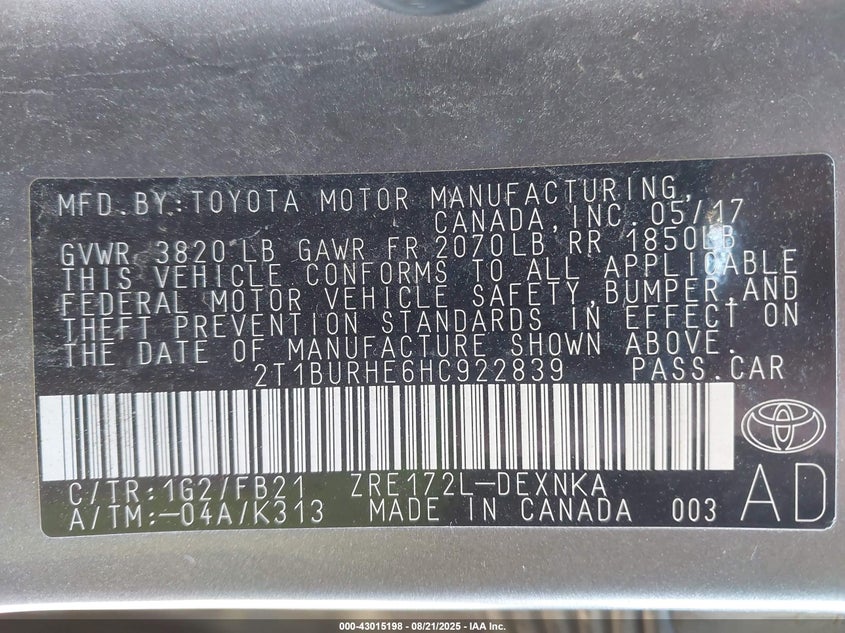 MFD.BY:TOYOTA MOTOR MANUFACTURING,
CANADA,INC. 05/17
GVWR 3820 LB GAWR FR 2070LB RR 1850LB
THIS VEHICLE CONFORMS TO ALL APPLICABLE
FEDERAL MOTOR VEHICLE SAFETY,BUMPER,AND
THEFT PREVENTION STANDARDS IN EFFECT ON
THE DATE OF MANUFACTURE SHOWN ABOVE.
2T1BURHE6HC922839 PASS.CAR
C/TR:1G2/FB21 ZRE172L-DEXNKA
A/TM:-04A/K313 MADE IN CANADA 003 AD
000-43015198 - 08/21/2025 - IAA Inc.